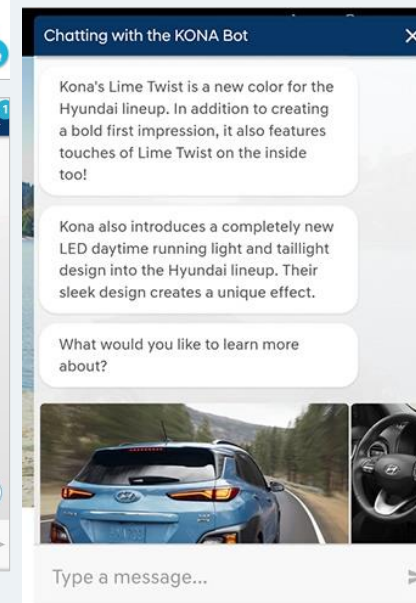 Chatting with the KONA Bot
Kona's Lime Twist is a new color for the
Hyundai lineup. In addition to creating
a bold first impression, it also features
touches of Lime Twist on the inside
too!
Kona also introduces a completely new
LED daytime running light and taillight
design into the Hyundai lineup. Their
sleek design creates a unique effect.
What would you like to learn more
about?
Type a message...
1